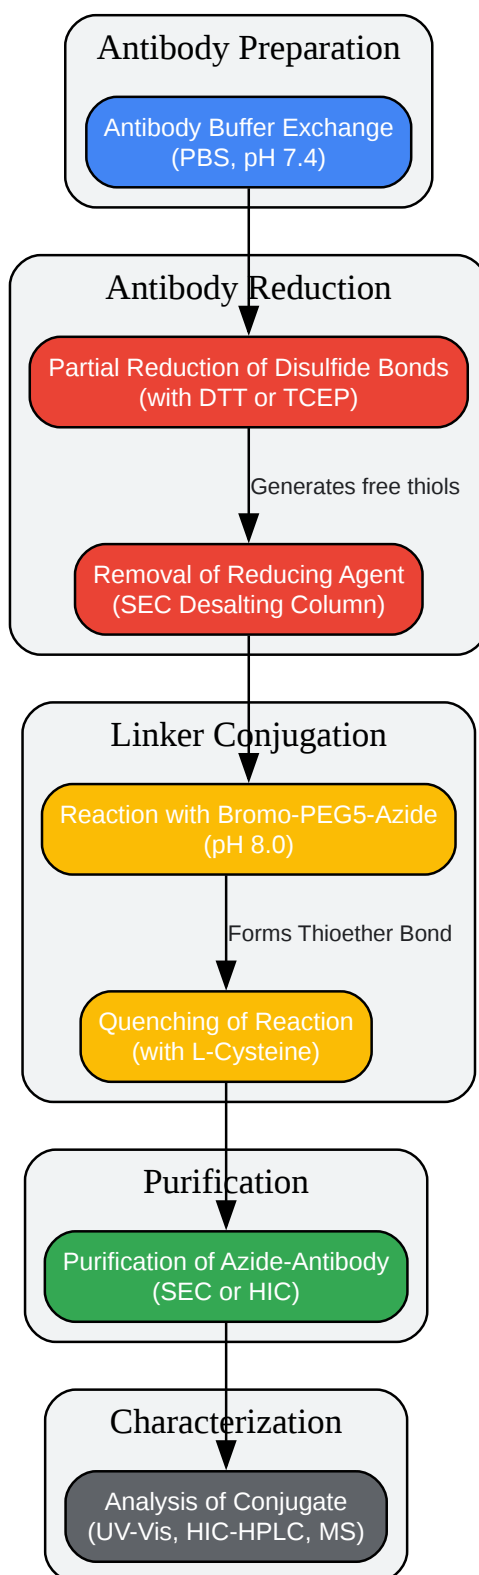 Antibody Preparation
Antibody Buffer Exchange
(PBS, pH 7.4)
Antibody Reduction
Partial Reduction of Disulfide Bonds
(with DTT or TCEP)
Generates free thiols
Removal of Reducing Agent
(SEC Desalting Column)
Linker Conjugation
Reaction with Bromo-PEG5-Azide
(pH 8.0)
Forms Thioether Bond
Quenching of Reaction
(with L-Cysteine)
Purification
Purification of Azide-Antibody
(SEC or HIC)
Characterization
Analysis of Conjugate
(UV-Vis, HIC-HPLC, MS)